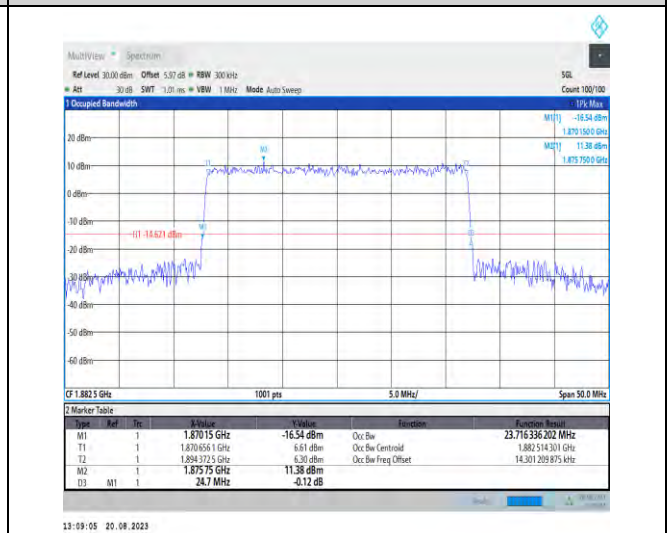 MultiView Spectrum
Ref Level 30.00 dBm Offset 5.97 dB RBW 300 kHz SGL
Att 30 dB SWT 1.01 ms VBW 1 MHz Mode Auto Sweep Count 100/100
1 Occupied Bandwidth 1Pk Max
M1[1] -16.54 dBm
1.870150 0 GHz
M2[1] 11.38 dBm
1.875 750 0 GHz
20 dBm
M2
10 dBm
T1
0 dBm
-10 dBm
M1
H1 -14.621 dBm
D3
-20 dBm
-30 dBm
-40 dBm
-50 dBm
-60 dBm
CF 1.882 5 GHz 1001 pts 5.0 MHz/ Span 50.0 MHz
2 Marker Table
Type Ref Trc X-Value Y-Value Function Function Result
M1 1 1.870 15 GHz -16.54 dBm Occ Bw 23.716 336 202 MHz
T1 1 1.870 656 1 GHz 6.61 dBm Occ Bw Centroid 1.882 514 301 GHz
T2 1 1.894 372 5 GHz 6.30 dBm Occ Bw Freq Offset 14.301 209 875 kHz
M2 1 1.875 75 GHz 11.38 dBm
D3 M1 1 24.7 MHz -0.12 dB
13:09:05 20.08.2023